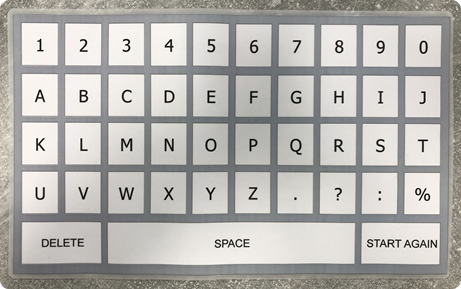 1 2 3 4 5 6 7 8 9 0
A B C D E F G H I J
K L M N O P Q R S T
U V W X Y Z . ? : %
DELETE SPACE START AGAIN